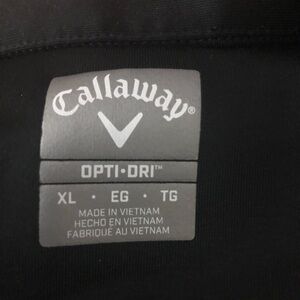 Callaway®
OPTI·DRI™
XL · EG · TG
MADE IN VIETNAM
HECHO EN VIETNAM
FABRIQUÉ AU VIETNAM